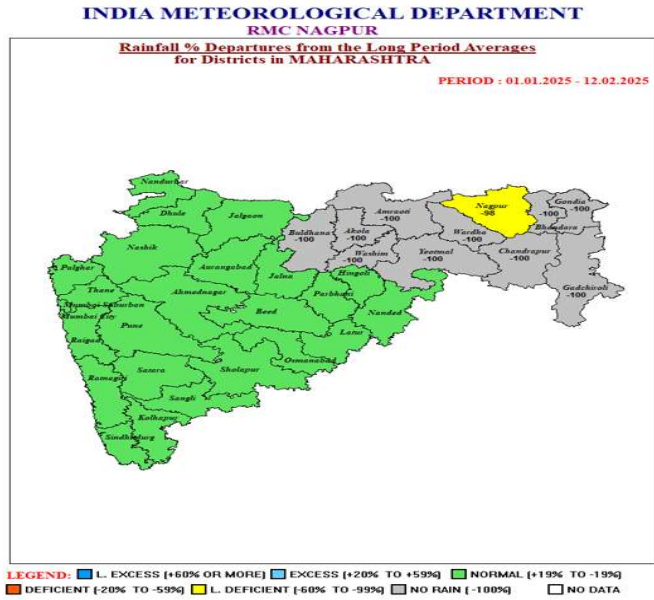 INDIA METEOROLOGICAL DEPARTMENT
RMC NAGPUR
Rainfall % Departures from the Long Period Averages
for Districts in MAHARASHTRA
PERIOD : 01.01.2025 - 12.02.2025
Nandurbar
Dhule
Jalgaon
Nagpur
-98
Gondia
-100
-100
Bhandara
Amraoti
-100
Buldhana
-100
Akola
-100
Wardha
-100
Washim
-100
Yeotmal
-100
Chandrapur
-100
Gadchiroli
-100
Nashik
Palghar
Aurangabad
Jalna
Hingoli
Thane
Ahmednagar
Parbhani
Mumbai Suburban
Mumbai City
Beed
Nanded
Pune
Raigad
Latur
Osmanabad
Satara
Sholapur
Ratnagiri
Sangli
Kolhapur
Sindhudurg
LEGEND: L. EXCESS (+60% OR MORE) EXCESS (+20% TO +59%) NORMAL (+19% TO -19%)
DEFICIENT (-20% TO -59%) L. DEFICIENT (-60% TO -99%) NO RAIN (-100%) NO DATA